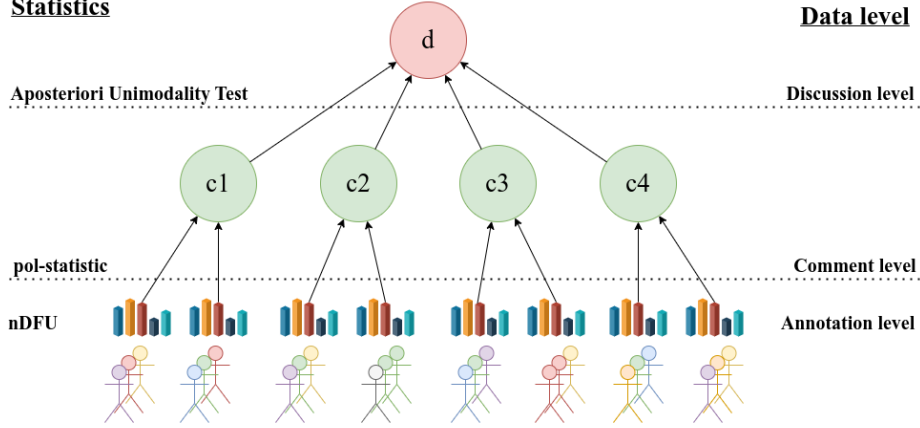 Statistics
Data level
d
Aposteriori Unimodality Test
Discussion level
c1
c2
c3
c4
pol-statistic
Comment level
nDFU
Annotation level